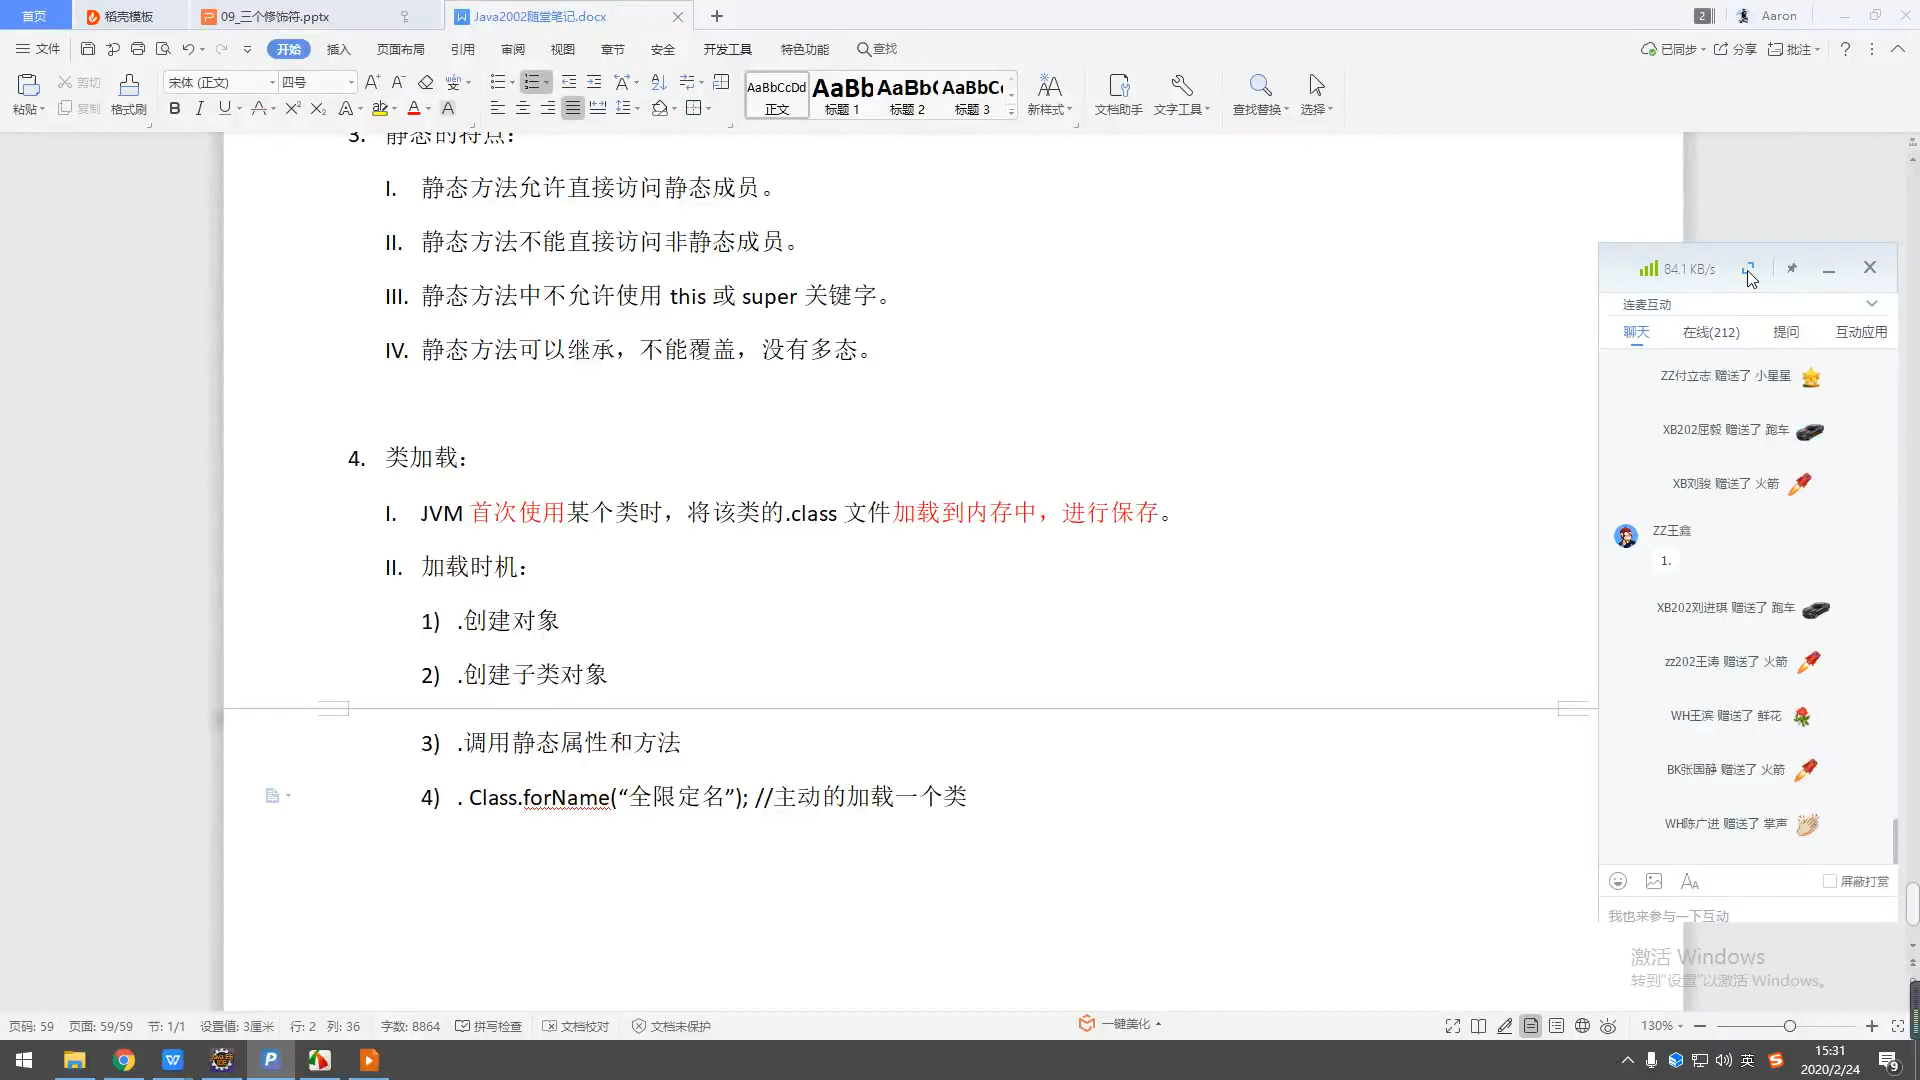 首页
稻壳模板
09_三个修饰符.pptx
Java2002随堂笔记.docx
2
Aaron
文件
开始
插入
页面布局
引用
审阅
视图
章节
安全
开发工具
特色功能
查找
已同步
分享
批注
粘贴
剪切
复制
格式刷
宋体 (正文)
四号
AaBbCcDd
正文
AaBb
标题 1
AaBb(
标题 2
AaBbC
标题 3
新样式
文档助手
文字工具
查找替换
选择
3. 静态的特点：
I. 静态方法允许直接访问静态成员。
II. 静态方法不能直接访问非静态成员。
III. 静态方法中不允许使用 this 或 super 关键字。
IV. 静态方法可以继承，不能覆盖，没有多态。
4. 类加载：
I. JVM 首次使用某个类时，将该类的.class 文件加载到内存中，进行保存。
II. 加载时机：
1) .创建对象
2) .创建子类对象
3) .调用静态属性和方法
4) . Class.forName(“全限定名”); //主动的加载一个类
84.1 KB/s
连麦互动
聊天
在线(212)
提问
互动应用
ZZ付立志 赠送了 小星星
XB202屈毅 赠送了 跑车
XB刘骏 赠送了 火箭
ZZ王鑫
1.
XB202刘进琪 赠送了 跑车
zz202王涛 赠送了 火箭
WH王滨 赠送了 鲜花
BK张国静 赠送了 火箭
WH陈广进 赠送了 掌声
屏蔽打赏
我也来参与一下互动
激活 Windows
转到“设置”以激活 Windows。
页码: 59
页面: 59/59
节: 1/1
设置值: 3厘米
行: 2
列: 36
字数: 8864
拼写检查
文档校对
文档未保护
一键美化
130%
英
15:31
2020/2/24
9